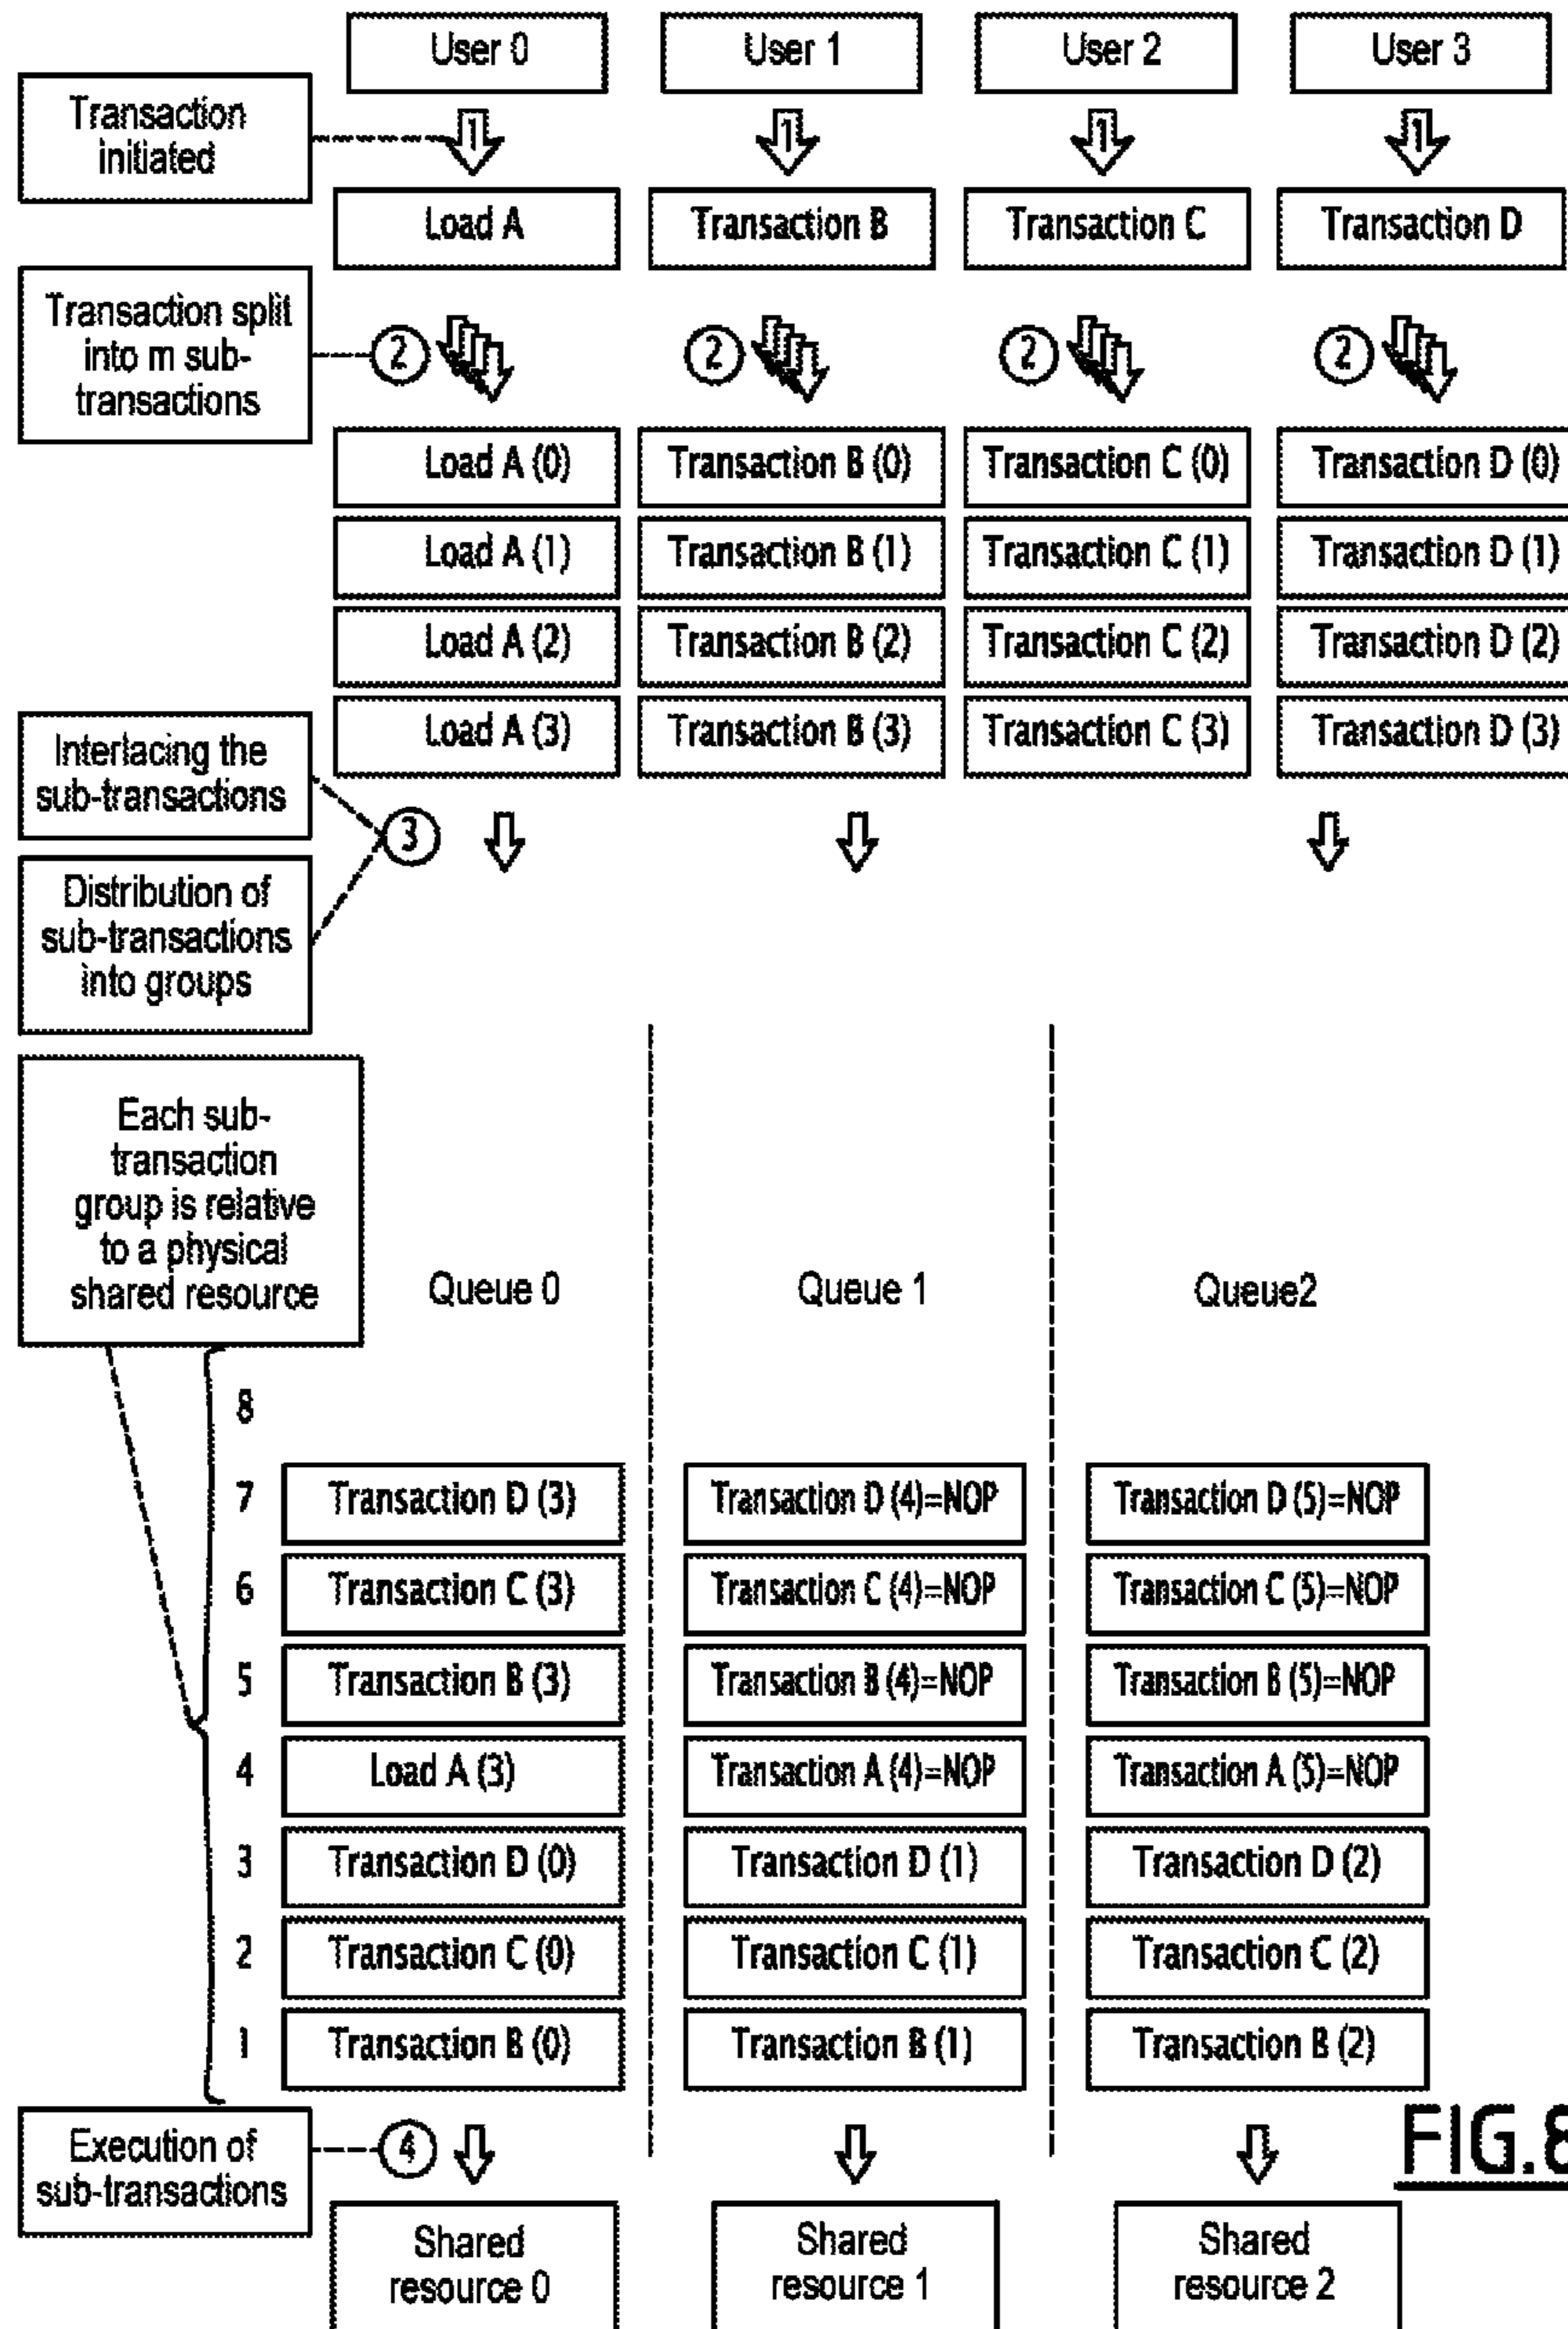 User 0
User 1
User 2
User 3
Transaction
initiated
1
1
1
1
Load A
Transaction B
Transaction C
Transaction D
Transaction split
into m sub-
transactions
2
2
2
2
Load A (0)
Transaction B (0)
Transaction C (0)
Transaction D (0)
Load A (1)
Transaction B (1)
Transaction C (1)
Transaction D (1)
Load A (2)
Transaction B (2)
Transaction C (2)
Transaction D (2)
Load A (3)
Transaction B (3)
Transaction C (3)
Transaction D (3)
Interlacing the
sub-transactions
3
Distribution of
sub-transactions
into groups
Each sub-
transaction
group is relative
to a physical
shared resource
Queue 0
Queue 1
Queue2
8
7
Transaction D (3)
Transaction D (4)=NOP
Transaction D (5)=NOP
6
Transaction C (3)
Transaction C (4)=NOP
Transaction C (5)=NOP
5
Transaction B (3)
Transaction B (4)=NOP
Transaction B (5)=NOP
4
Load A (3)
Transaction A (4)=NOP
Transaction A (5)=NOP
3
Transaction D (0)
Transaction D (1)
Transaction D (2)
2
Transaction C (0)
Transaction C (1)
Transaction C (2)
1
Transaction B (0)
Transaction B (1)
Transaction B (2)
Execution of
sub-transactions
4
FIG.8
Shared
resource 0
Shared
resource 1
Shared
resource 2